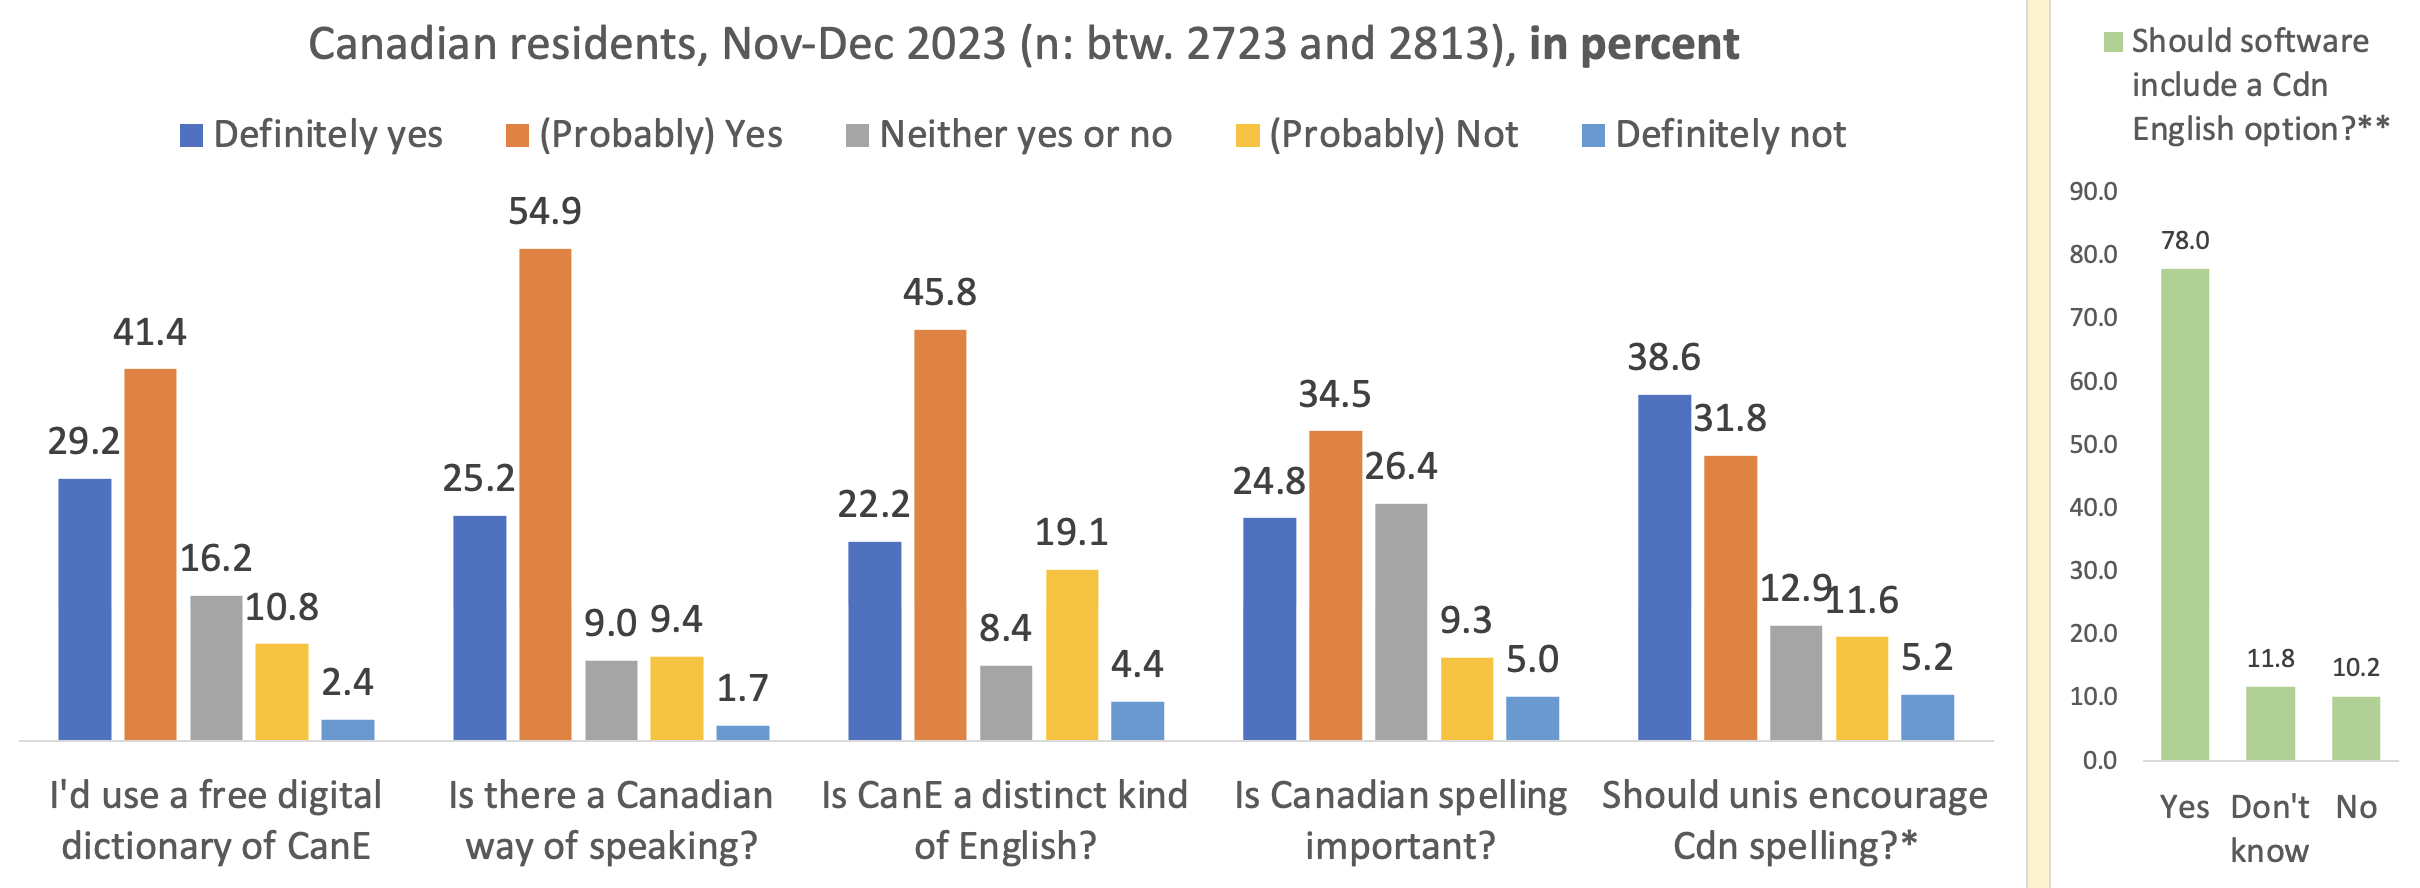 Canadian residents, Nov-Dec 2023 (n: btw. 2723 and 2813), in percent
Definitely yes (Probably) Yes Neither yes or no (Probably) Not Definitely not
29.2 41.4 16.2 10.8 2.4
25.2 54.9 9.0 9.4 1.7
22.2 45.8 8.4 19.1 4.4
24.8 34.5 26.4 9.3 5.0
38.6 31.8 12.9 11.6 5.2
I'd use a free digital
dictionary of CanE
Is there a Canadian
way of speaking?
Is CanE a distinct kind
of English?
Is Canadian spelling
important?
Should unis encourage
Cdn spelling?*
Should software
include a Cdn
English option?**
90.0
80.0
70.0
60.0
50.0
40.0
30.0
20.0
10.0
0.0
78.0 11.8 10.2
Yes
Don't
know
No